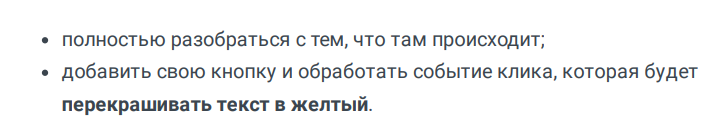 • полностью разобраться с тем, что там происходит;
• добавить свою кнопку и обработать событие клика, которая будет
перекрашивать текст в желтый.